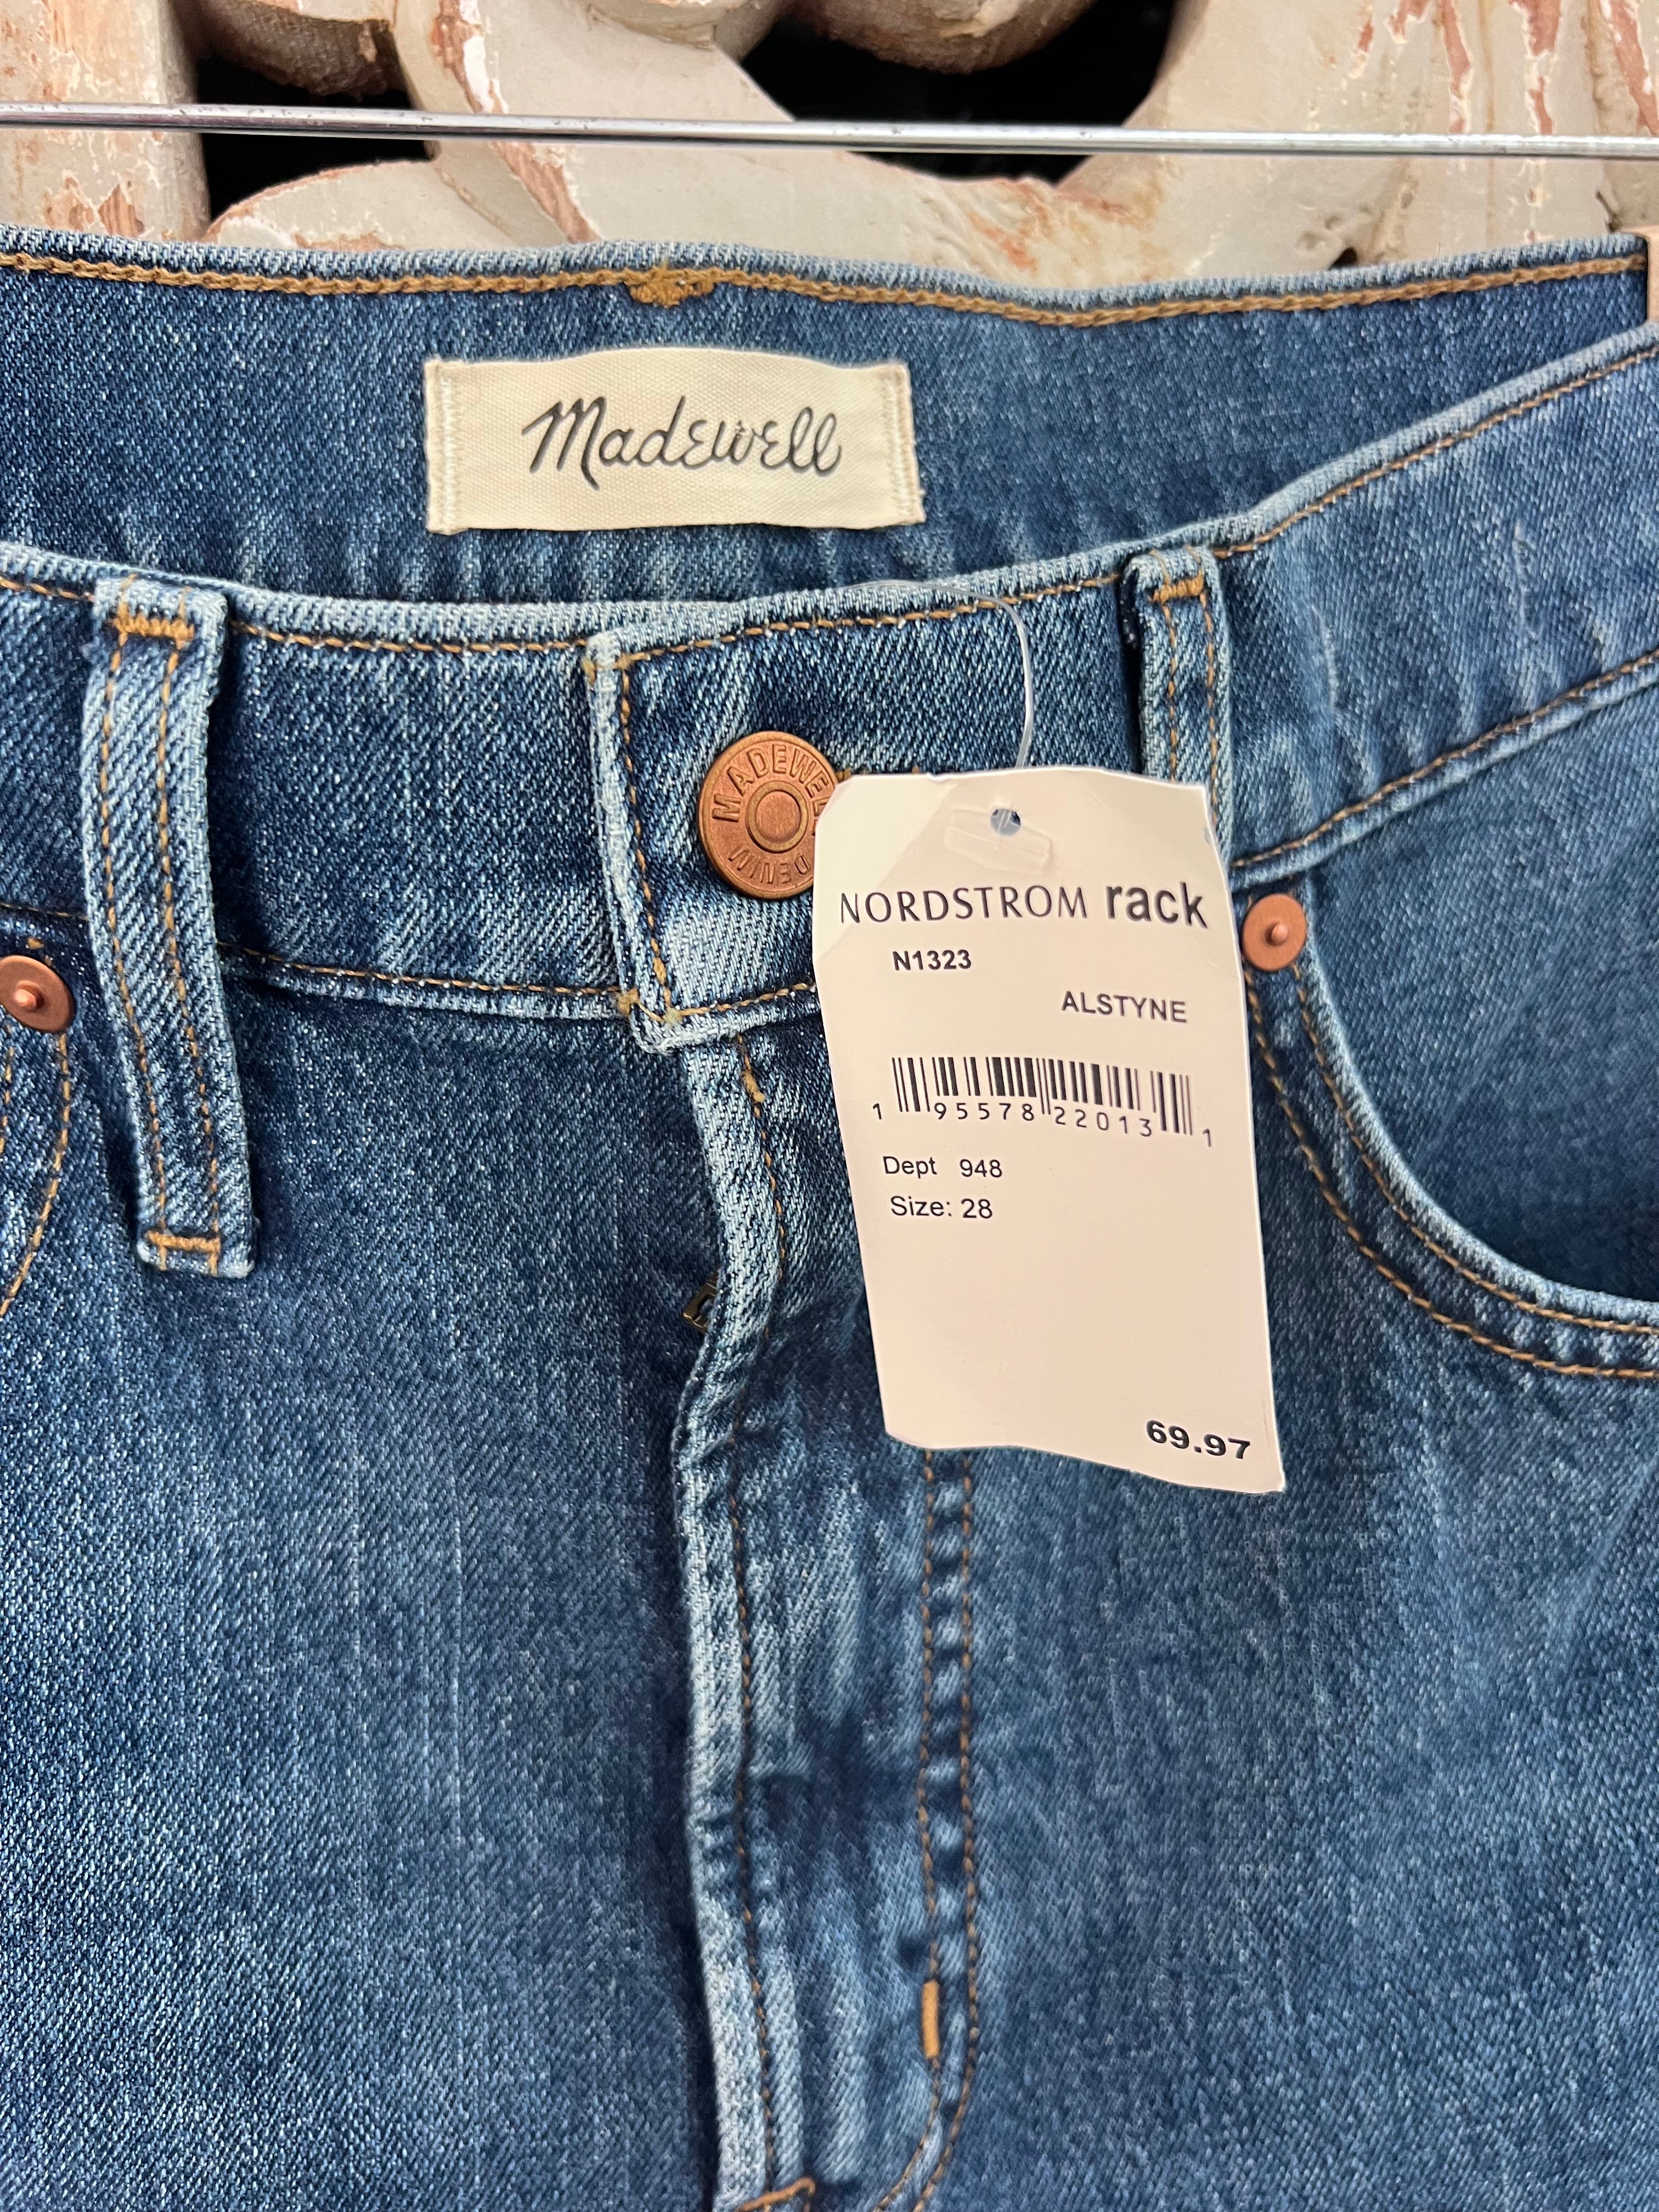 Madewell
MADEWELL
DENIM
NORDSTROM rack
N1323
ALSTYNE
1 95578 22013 1
Dept 948
Size: 28
69.97